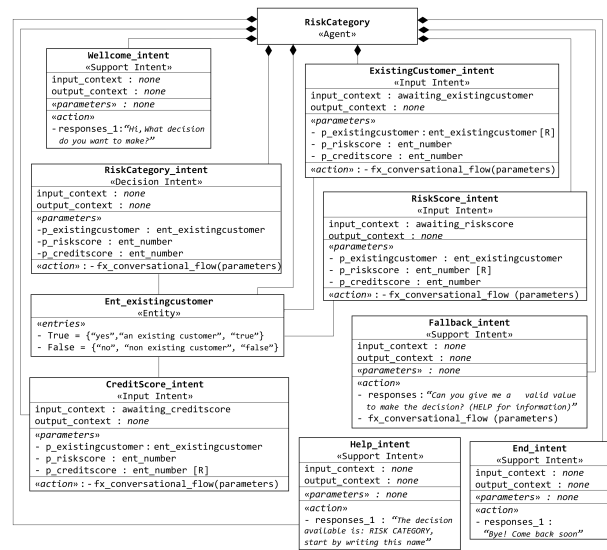 RiskCategory
«Agent»
Wellcome_intent
«Support Intent»
input_context : none
output_context : none
«parameters» : none
«action»
- responses_1:“Hi, What decision
do you want to make?”
ExistingCustomer_intent
«Input Intent»
input_context : awaiting_existingcustomer
output_context : none
«parameters»
- p_existingcustomer : ent_existingcustomer [R]
- p_riskscore : ent_number
- p_creditscore : ent_number
«action» : - fx_conversational_flow(parameters)
RiskCategory_intent
«Decision Intent»
input_context : none
output_context : none
«parameters»
-p_existingcustomer : ent_existingcustomer
-p_riskscore : ent_number
-p_creditscore : ent_number
«action» : - fx_conversational_flow(parameters)
RiskScore_intent
«Input Intent»
input_context : awaiting_riskscore
output_context : none
«parameters»
- p_existingcustomer : ent_existingcustomer
- p_riskscore : ent_number [R]
- p_creditscore : ent_number
«action» : - fx_conversational_flow (parameters)
Ent_existingcustomer
«Entity»
«entries»
- True = {“yes”,“an existing customer”, “true”}
- False = {“no”, “non existing customer”, “false”}
Fallback_intent
«Support Intent»
input_context : none
output_context : none
«parameters» : none
«action»
- responses : “Can you give me a valid value
to make the decision? (HELP for information)”
- fx_conversational_flow (parameters)
CreditScore_intent
«Input Intent»
input_context : awaiting_creditscore
output_context : none
«parameters»
- p_existingcustomer : ent_existingcustomer
- p_riskscore : ent_number
- p_creditscore : ent_number [R]
«action» : - fx_conversational_flow(parameters)
Help_intent
«Support Intent»
input_context : none
output_context : none
«parameters» : none
«action»
- responses_1 : “The decision
available is: RISK CATEGORY,
start by writing this name”
End_intent
«Support Intent»
input_context : none
output_context : none
«parameters» : none
«action»
- responses_1 :
“Bye! Come back soon”